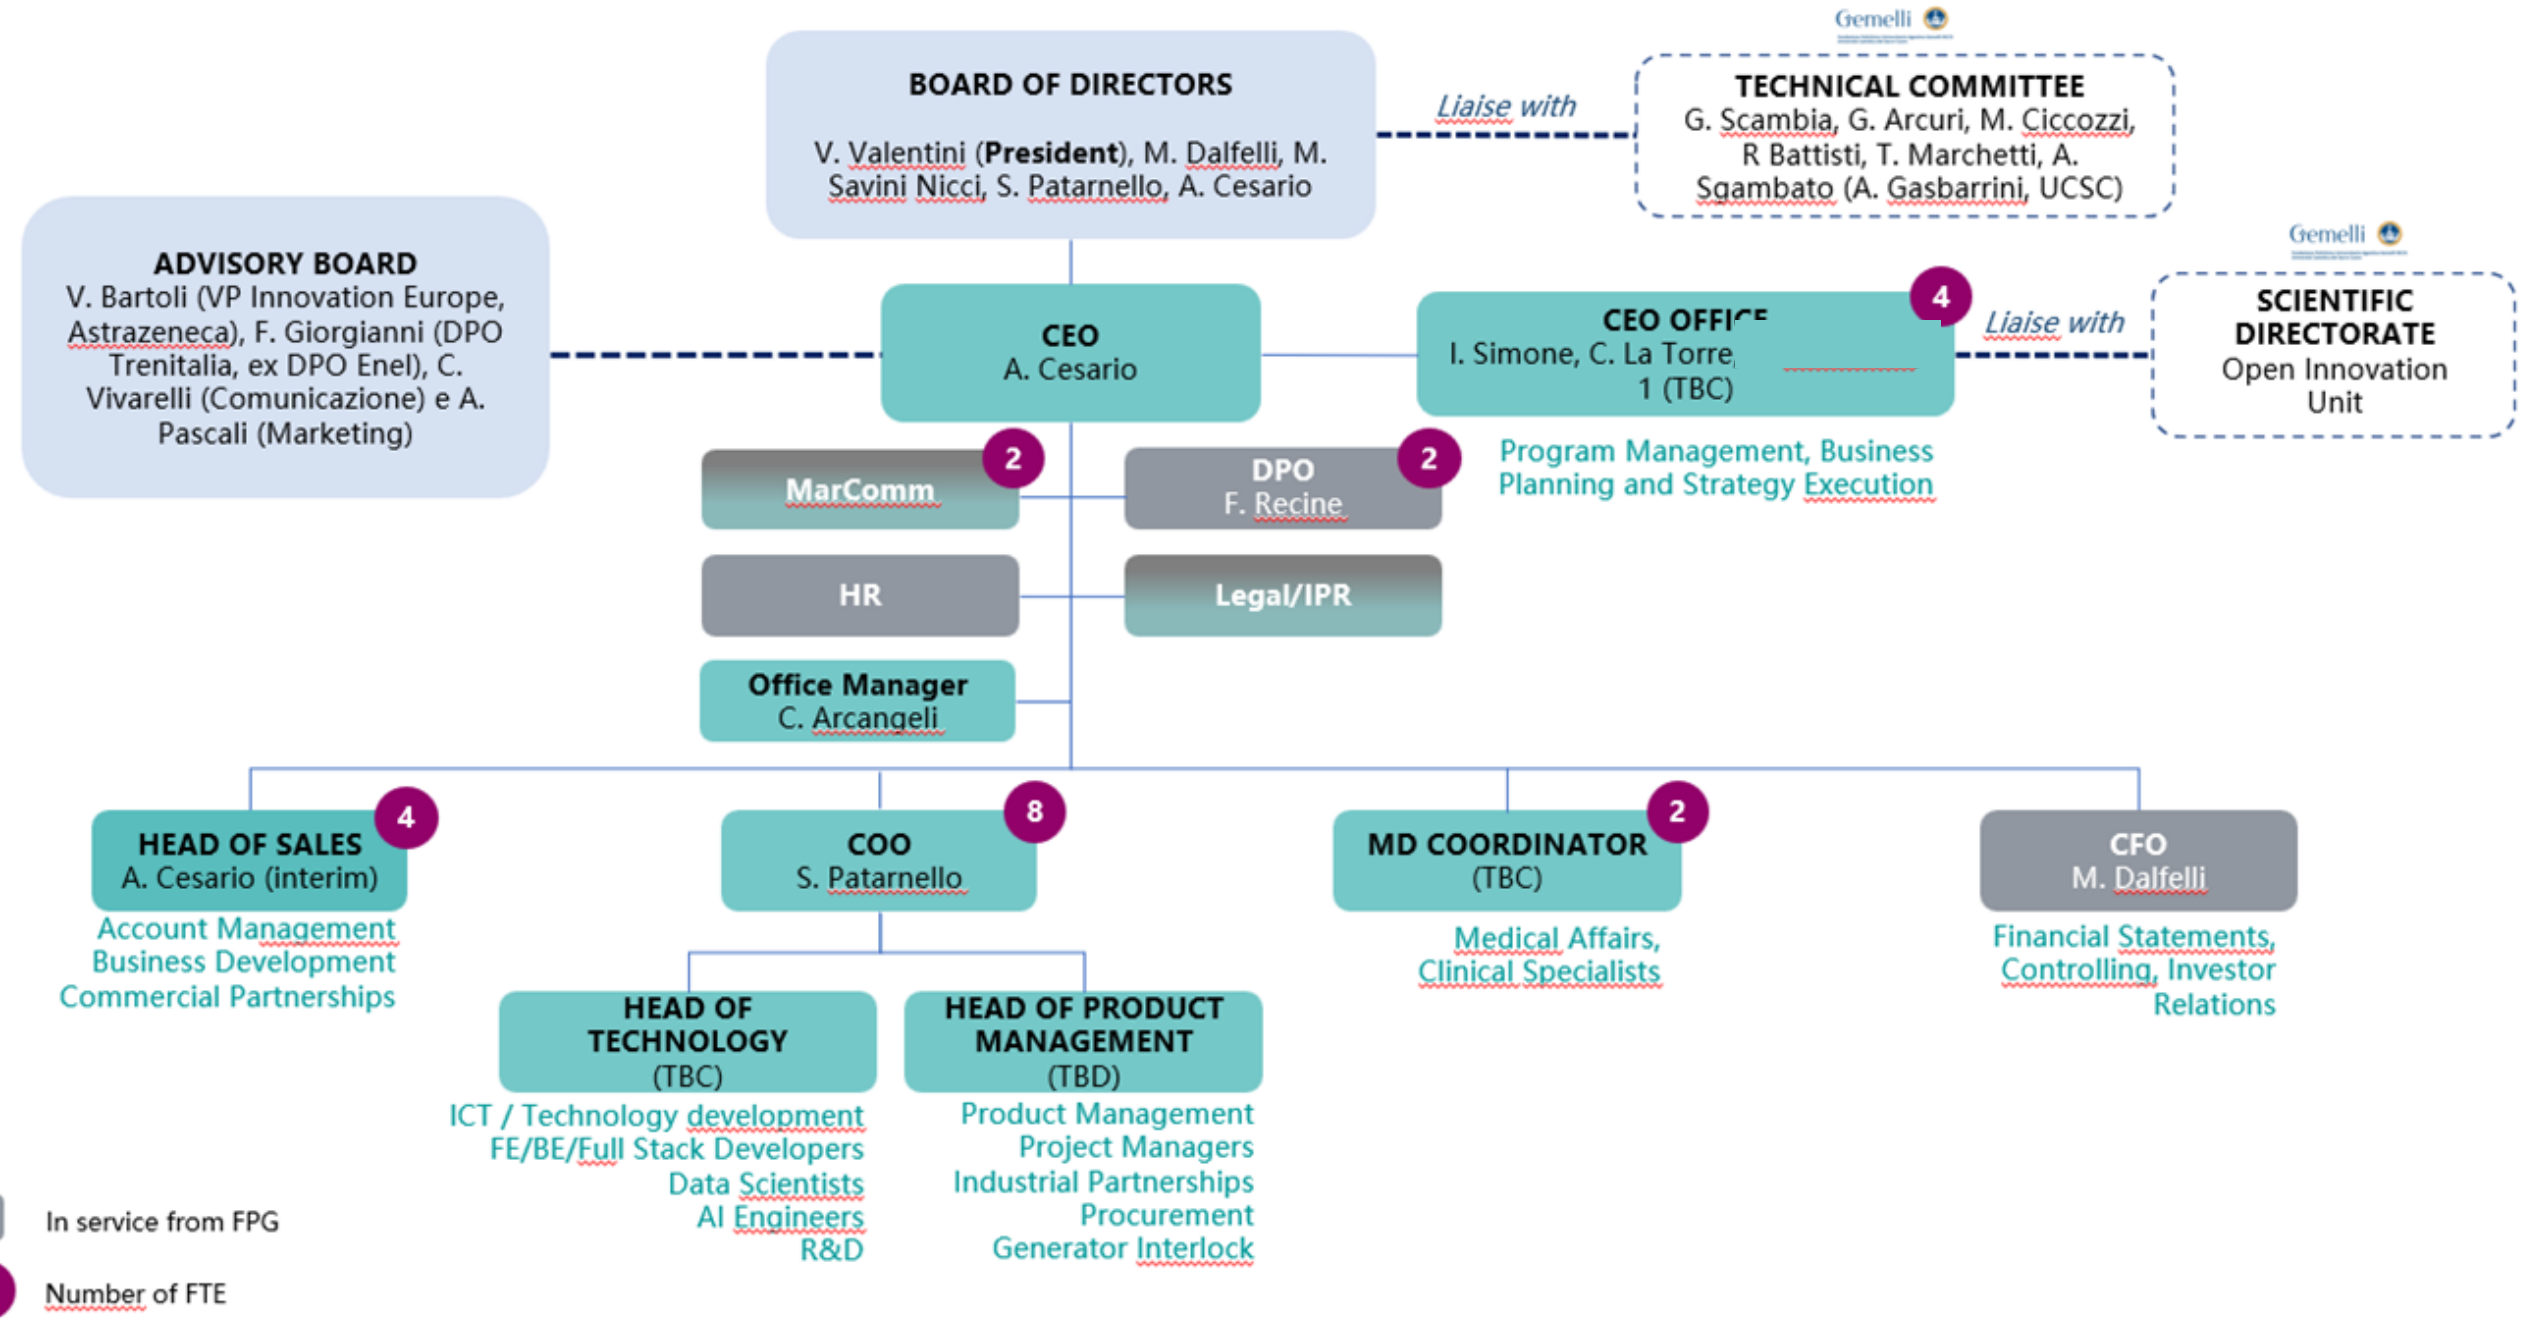 Gemelli
BOARD OF DIRECTORS
V. Valentini (President), M. Dalfelli, M.
Savini Nicci, S. Patarnello, A. Cesario
Liaise with
TECHNICAL COMMITTEE
G. Scambia, G. Arcuri, M. Ciccozzi,
R Battisti, T. Marchetti, A.
Sgambato (A. Gasbarrini, UCSC)
ADVISORY BOARD
V. Bartoli (VP Innovation Europe,
Astrazeneca), F. Giorgianni (DPO
Trenitalia, ex DPO Enel), C.
Vivarelli (Comunicazione) e A.
Pascali (Marketing)
CEO
A. Cesario
CEO OFFICE
I. Simone, C. La Torre,
1 (TBC)
4
Liaise with
Gemelli
SCIENTIFIC
DIRECTORATE
Open Innovation
Unit
Program Management, Business
Planning and Strategy Execution
MarComm
2
DPO
F. Recine
2
HR
Legal/IPR
Office Manager
C. Arcangeli
HEAD OF SALES
A. Cesario (interim)
4
Account Management
Business Development
Commercial Partnerships
COO
S. Patarnello
8
MD COORDINATOR
(TBC)
2
Medical Affairs,
Clinical Specialists
CFO
M. Dalfelli
Financial Statements,
Controlling, Investor
Relations
HEAD OF
TECHNOLOGY
(TBC)
ICT / Technology development
FE/BE/Full Stack Developers
Data Scientists
AI Engineers
R&D
HEAD OF PRODUCT
MANAGEMENT
(TBD)
Product Management
Project Managers
Industrial Partnerships
Procurement
Generator Interlock
In service from FPG
Number of FTE